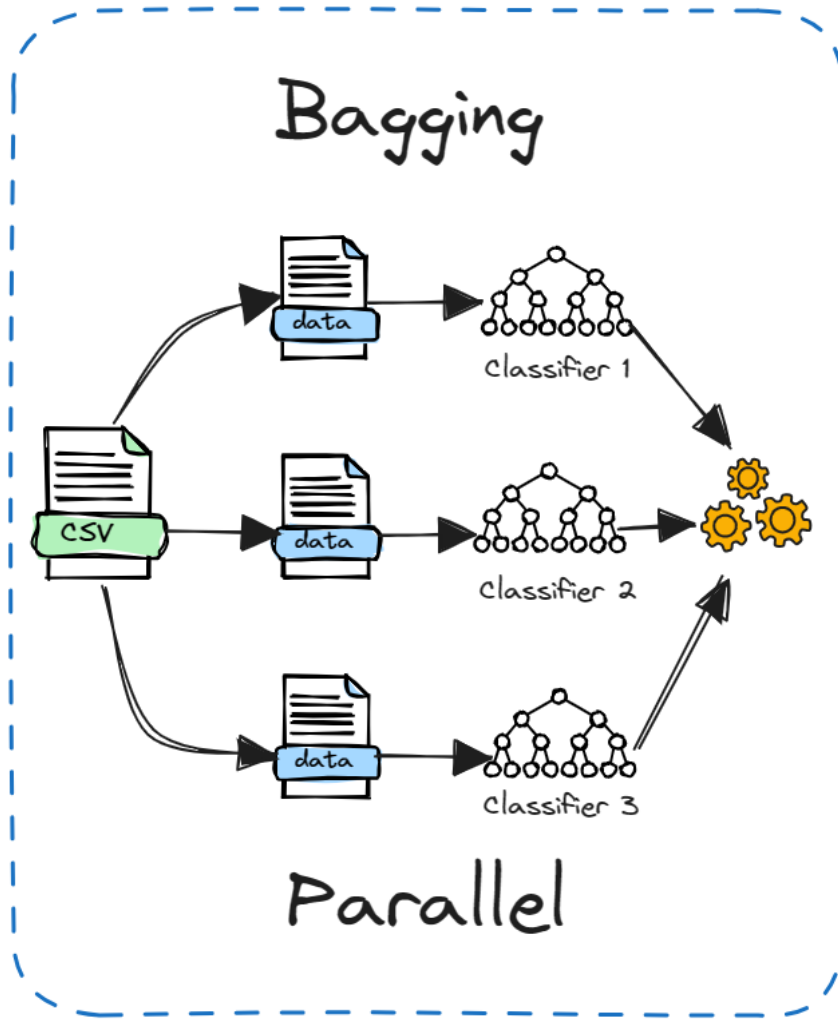 Bagging
data
Classifier 1
CSV
data
Classifier 2
data
Classifier 3
Parallel